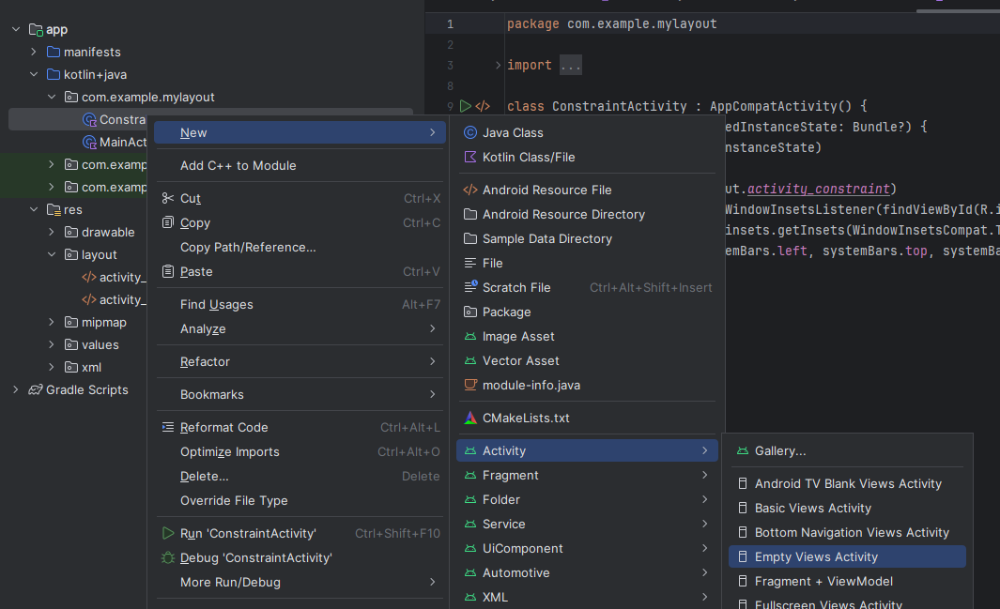 app
manifests
kotlin+java
com.example.mylayout
Constra
MainAct
com.examp
com.examp
res
drawable
layout
activity_
activity_
mipmap
values
xml
Gradle Scripts
New
Add C++ to Module
Cut Ctrl+X
Copy Ctrl+C
Copy Path/Reference...
Paste Ctrl+V
Find Usages Alt+F7
Analyze
Refactor
Bookmarks
Reformat Code Ctrl+Alt+L
Optimize Imports Ctrl+Alt+O
Delete... Delete
Override File Type
Run 'ConstraintActivity' Ctrl+Shift+F10
Debug 'ConstraintActivity'
More Run/Debug
Java Class
Kotlin Class/File
Android Resource File
Android Resource Directory
Sample Data Directory
File
Scratch File Ctrl+Alt+Shift+Insert
Package
Image Asset
Vector Asset
module-info.java
CMakeLists.txt
Activity
Fragment
Folder
Service
UiComponent
Automotive
XML
Gallery...
Android TV Blank Views Activity
Basic Views Activity
Bottom Navigation Views Activity
Empty Views Activity
Fragment + ViewModel
Fullscreen Views Activity
1 package com.example.mylayout
2
3 import ...
8
9 class ConstraintActivity : AppCompatActivity() {
edInstanceState: Bundle?) {
nstanceState)
ut.activity_constraint)
WindowInsetsListener(findViewById(R.i
insets.getInsets(WindowInsetsCompat.T
emBars.left, systemBars.top, systemBa